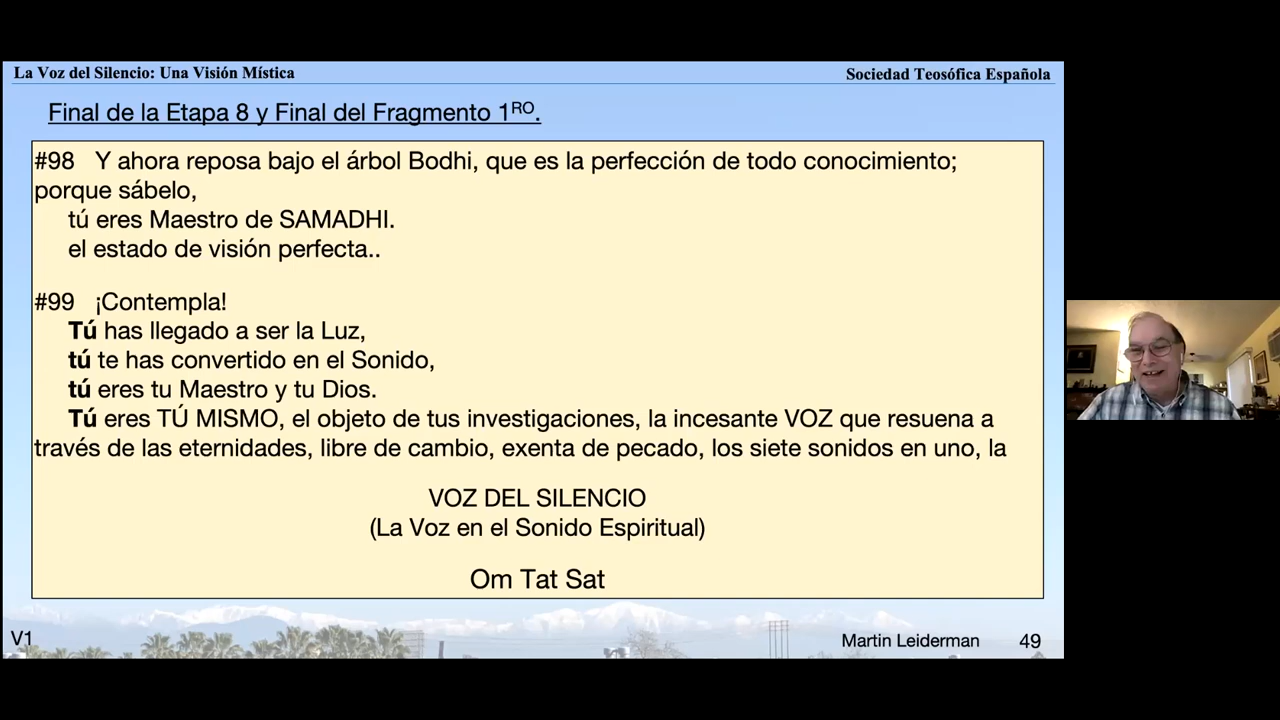 La Voz del Silencio: Una Visión Mística
Sociedad Teosófica Española
Final de la Etapa 8 y Final del Fragmento 1RO.
#98 Y ahora reposa bajo el árbol Bodhi, que es la perfección de todo conocimiento;
porque sábelo,
tú eres Maestro de SAMADHI.
el estado de visión perfecta..
#99 ¡Contempla!
Tú has llegado a ser la Luz,
tú te has convertido en el Sonido,
tú eres tu Maestro y tu Dios.
Tú eres TÚ MISMO, el objeto de tus investigaciones, la incesante VOZ que resuena a
través de las eternidades, libre de cambio, exenta de pecado, los siete sonidos en uno, la
VOZ DEL SILENCIO
(La Voz en el Sonido Espiritual)
Om Tat Sat
V1
Martin Leiderman 49